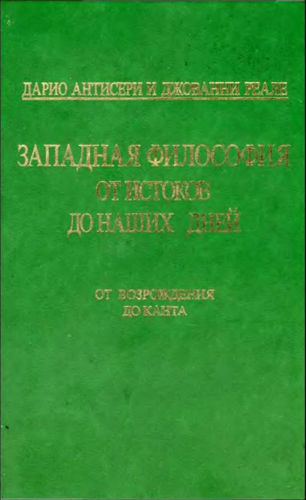 ДАРИО АНТИСЕРИ И ДЖОВАННИ РЕАЛЕ
ЗАПАДНАЯ ФИЛОСОФИЯ
ОТ ИСТОКОВ
ДО НАШИХ ДНЕЙ
ОТ ВОЗРОЖДЕНИЯ
ДО КАНТА